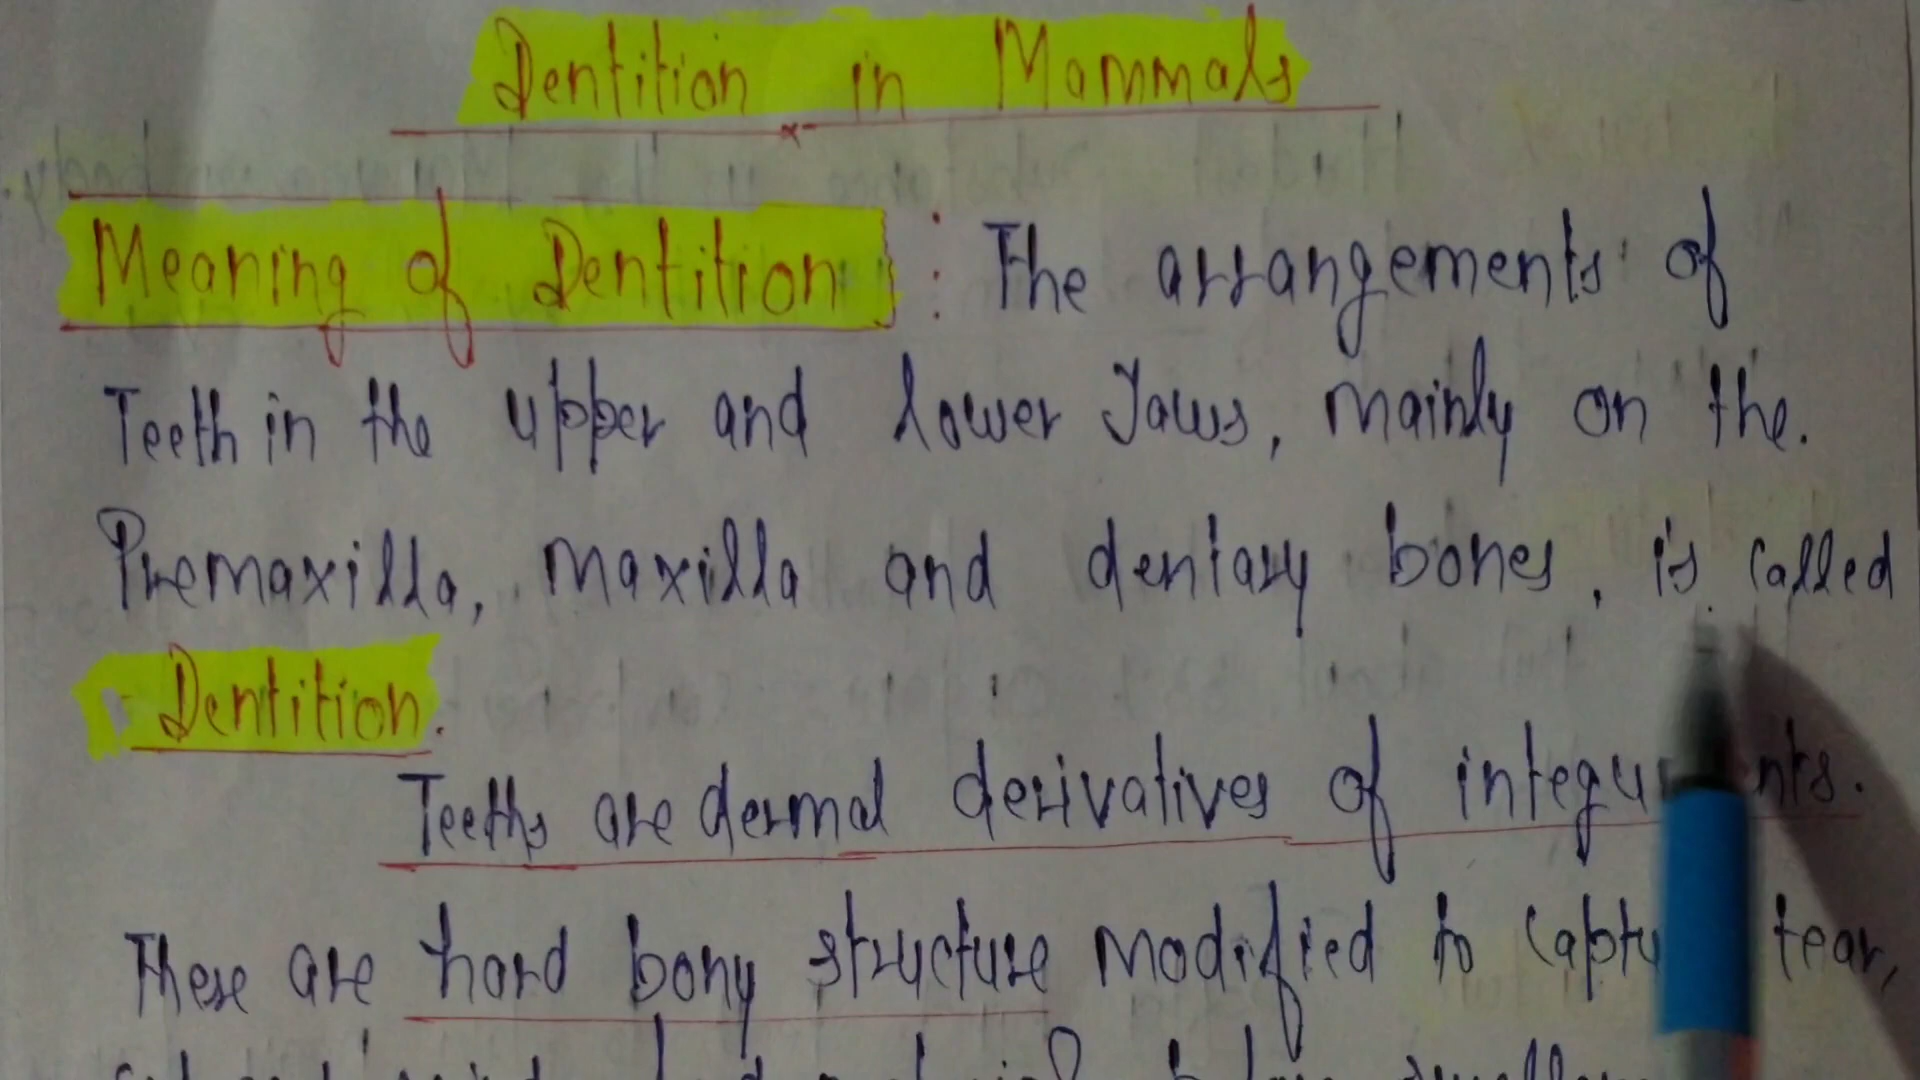 Dentition in Mammals
Meaning of Dentition : The arrangements of
Teeth in the upper and lower Jaws, mainly on the.
Premaxilla, maxilla and dentary bones, is called
Dentition.
Teeths are dermal derivatives of
These are hard bony structure modified to tear,